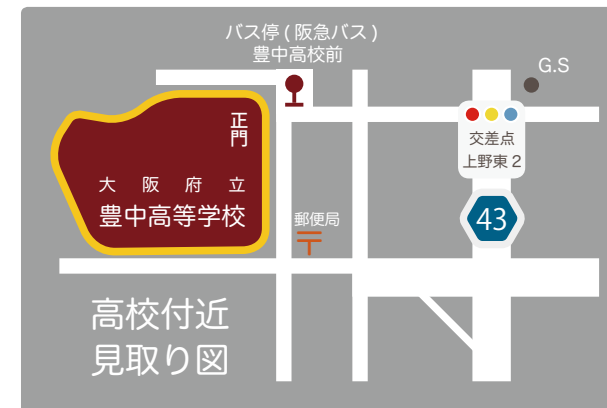 バス停 ( 阪急バス )
豊中高校前
G.S
正門
交差点
上野東 2
大阪府立
豊中高等学校
郵便局
〒
43
高校付近
見取り図